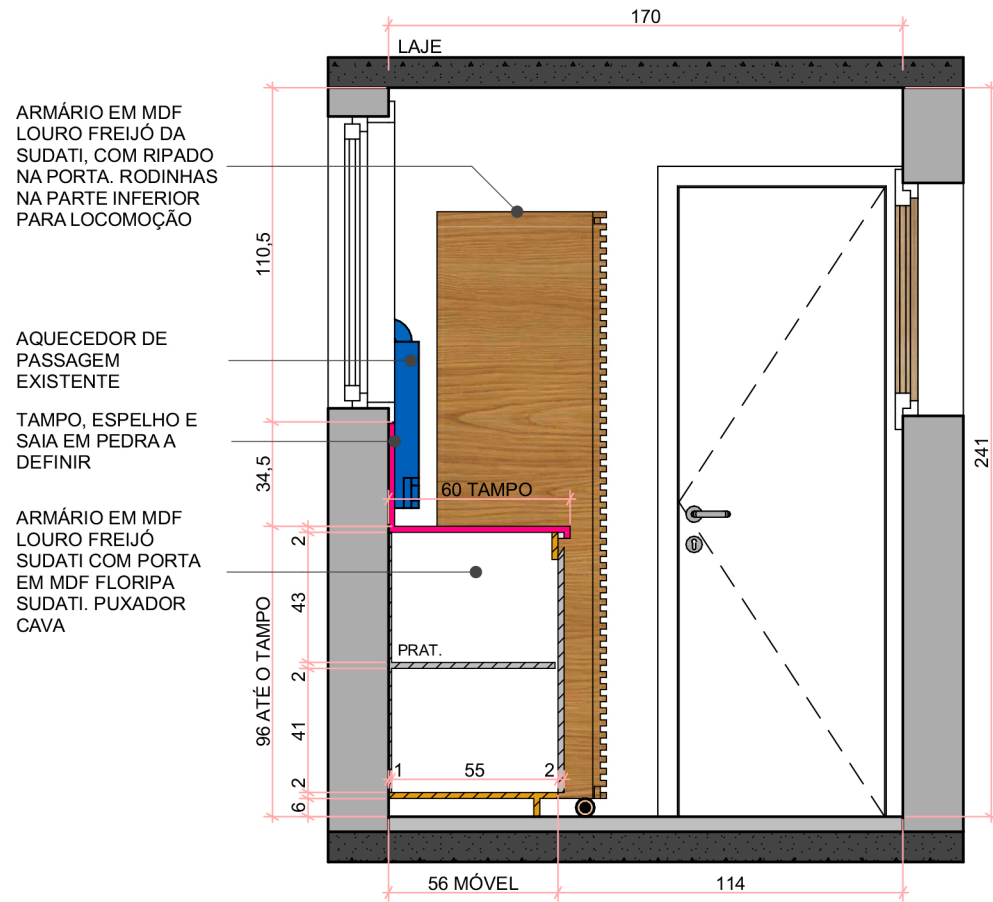 170
LAJE
ARMÁRIO EM MDF
LOURO FREIJÓ DA
SUDATI, COM RIPADO
NA PORTA. RODINHAS
NA PARTE INFERIOR
PARA LOCOMOÇÃO
110,5
AQUECEDOR DE
PASSAGEM
EXISTENTE
TAMPO, ESPELHO E
SAIA EM PEDRA A
DEFINIR
34,5
241
60 TAMPO
ARMÁRIO EM MDF
LOURO FREIJÓ
SUDATI COM PORTA
EM MDF FLORIPA
SUDATI. PUXADOR
CAVA
96 ATÉ O TAMPO
2
43
2
41
2
6
PRAT.
1
55
2
56 MÓVEL
114